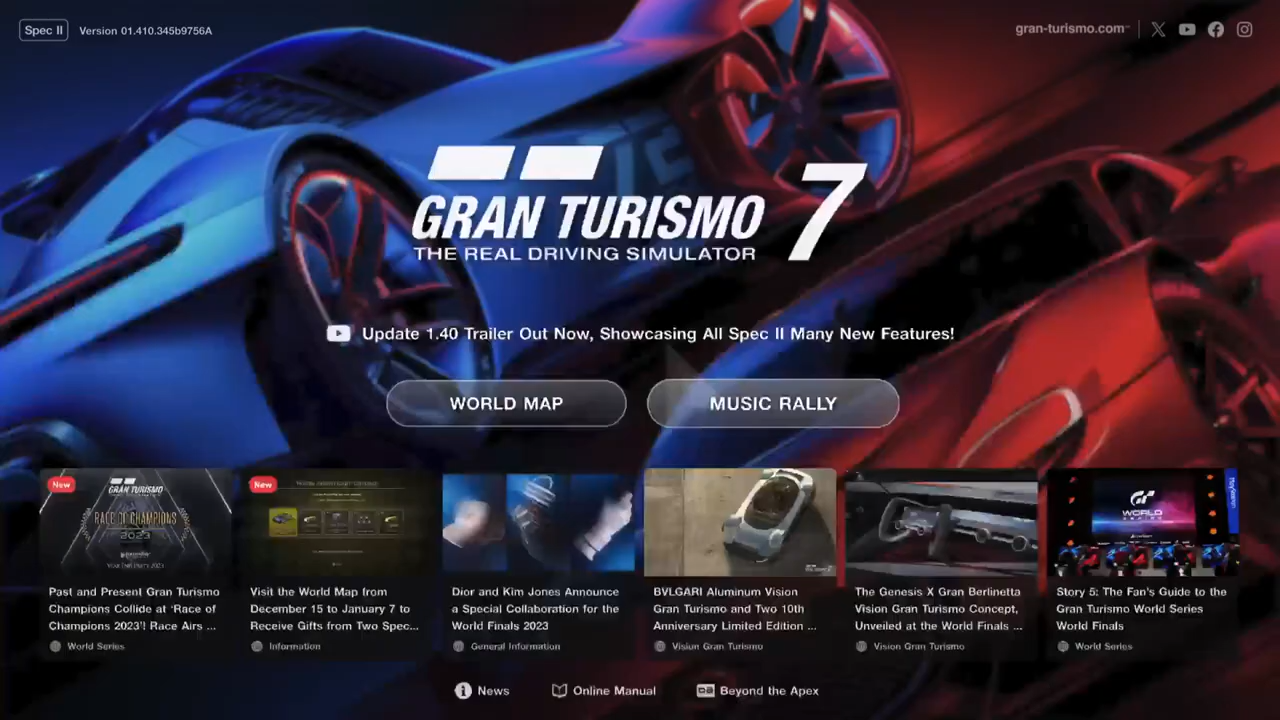 Spec II Version 01.410.345b9756A
gran-turismo.com
GRAN TURISMO 7
THE REAL DRIVING SIMULATOR
Update 1.40 Trailer Out Now, Showcasing All Spec II Many New Features!
WORLD MAP
MUSIC RALLY
New
GRAN TURISMO
RACE OF CHAMPIONS
2023
Past and Present Gran Turismo
Champions Collide at ‘Race of
Champions 2023’! Race Airs ...
World Series
New
Visit the World Map from
December 15 to January 7 to
Receive Gifts from Two Spec...
Information
Dior and Kim Jones Announce
a Special Collaboration for the
World Finals 2023
General Information
BVLGARI Aluminum Vision
Gran Turismo and Two 10th
Anniversary Limited Edition ...
Vision Gran Turismo
The Genesis X Gran Berlinetta
Vision Gran Turismo Concept,
Unveiled at the World Finals ...
Vision Gran Turismo
GT
WORLD
SERIES
Story 5: The Fan's Guide to the
Gran Turismo World Series
World Finals
World Series
News
Online Manual
Beyond the Apex